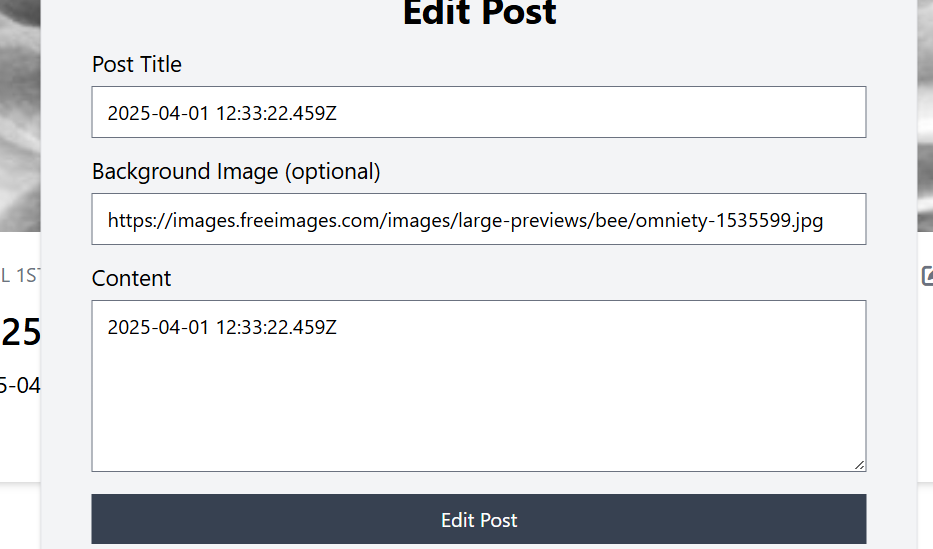 Edit Post
Post Title
2025-04-01 12:33:22.459Z
Background Image (optional)
https://images.freeimages.com/images/large-previews/bee/omniety-1535599.jpg
L 1ST
Content
2025-04-01 12:33:22.459Z
25
5-04
Edit Post